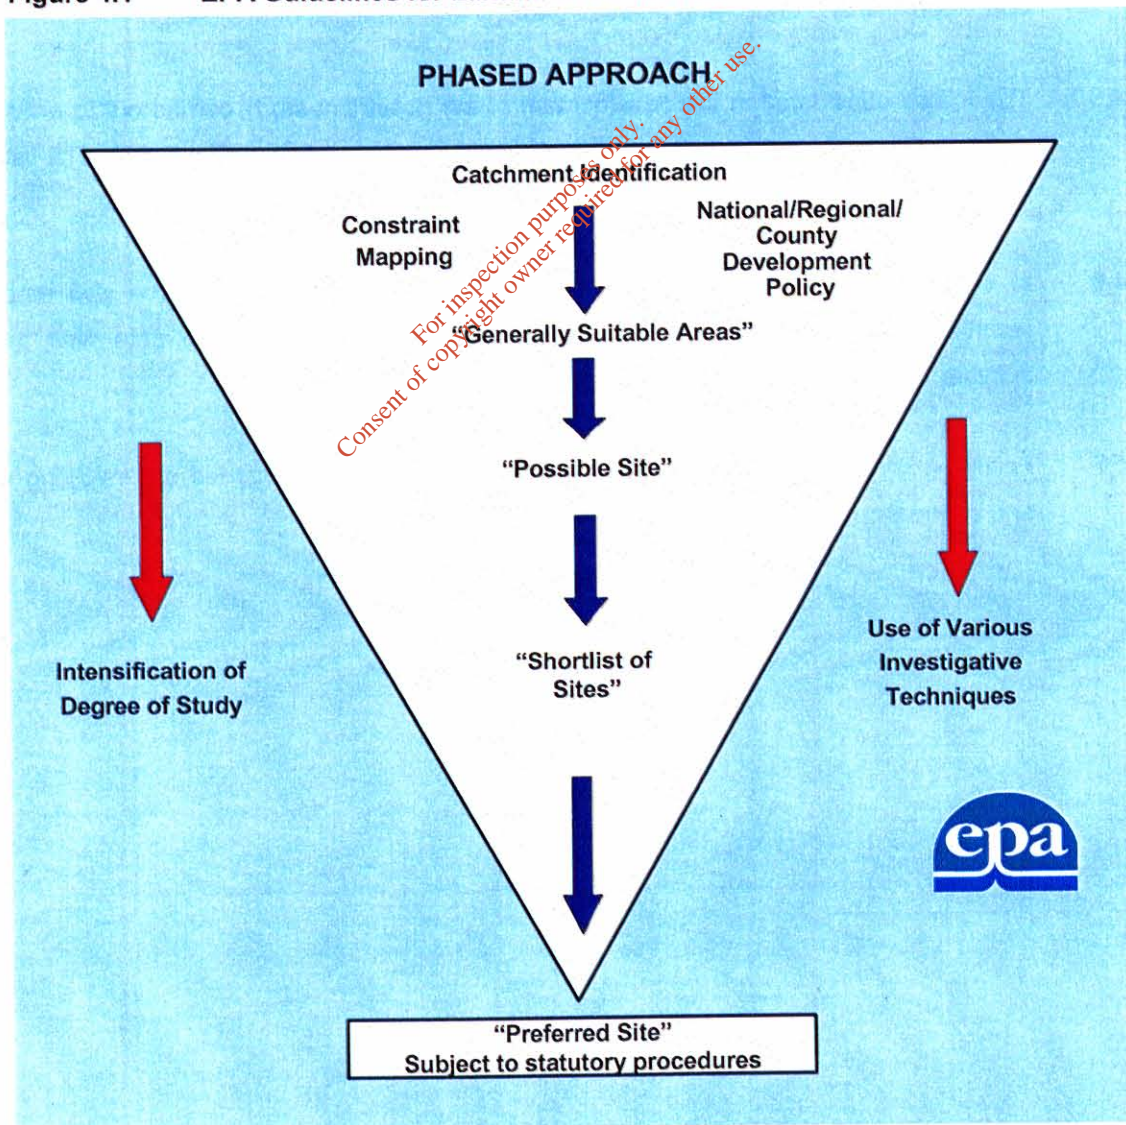 PHASED APPROACH
Catchment Identification
Constraint
Mapping
National/Regional/
County
Development
Policy
For inspection purposes only.
Consent of copyright owner required for any other use.
“Generally Suitable Areas”
“Possible Site”
“Shortlist of
Sites”
Intensification of
Degree of Study
Use of Various
Investigative
Techniques
epa
“Preferred Site”
Subject to statutory procedures